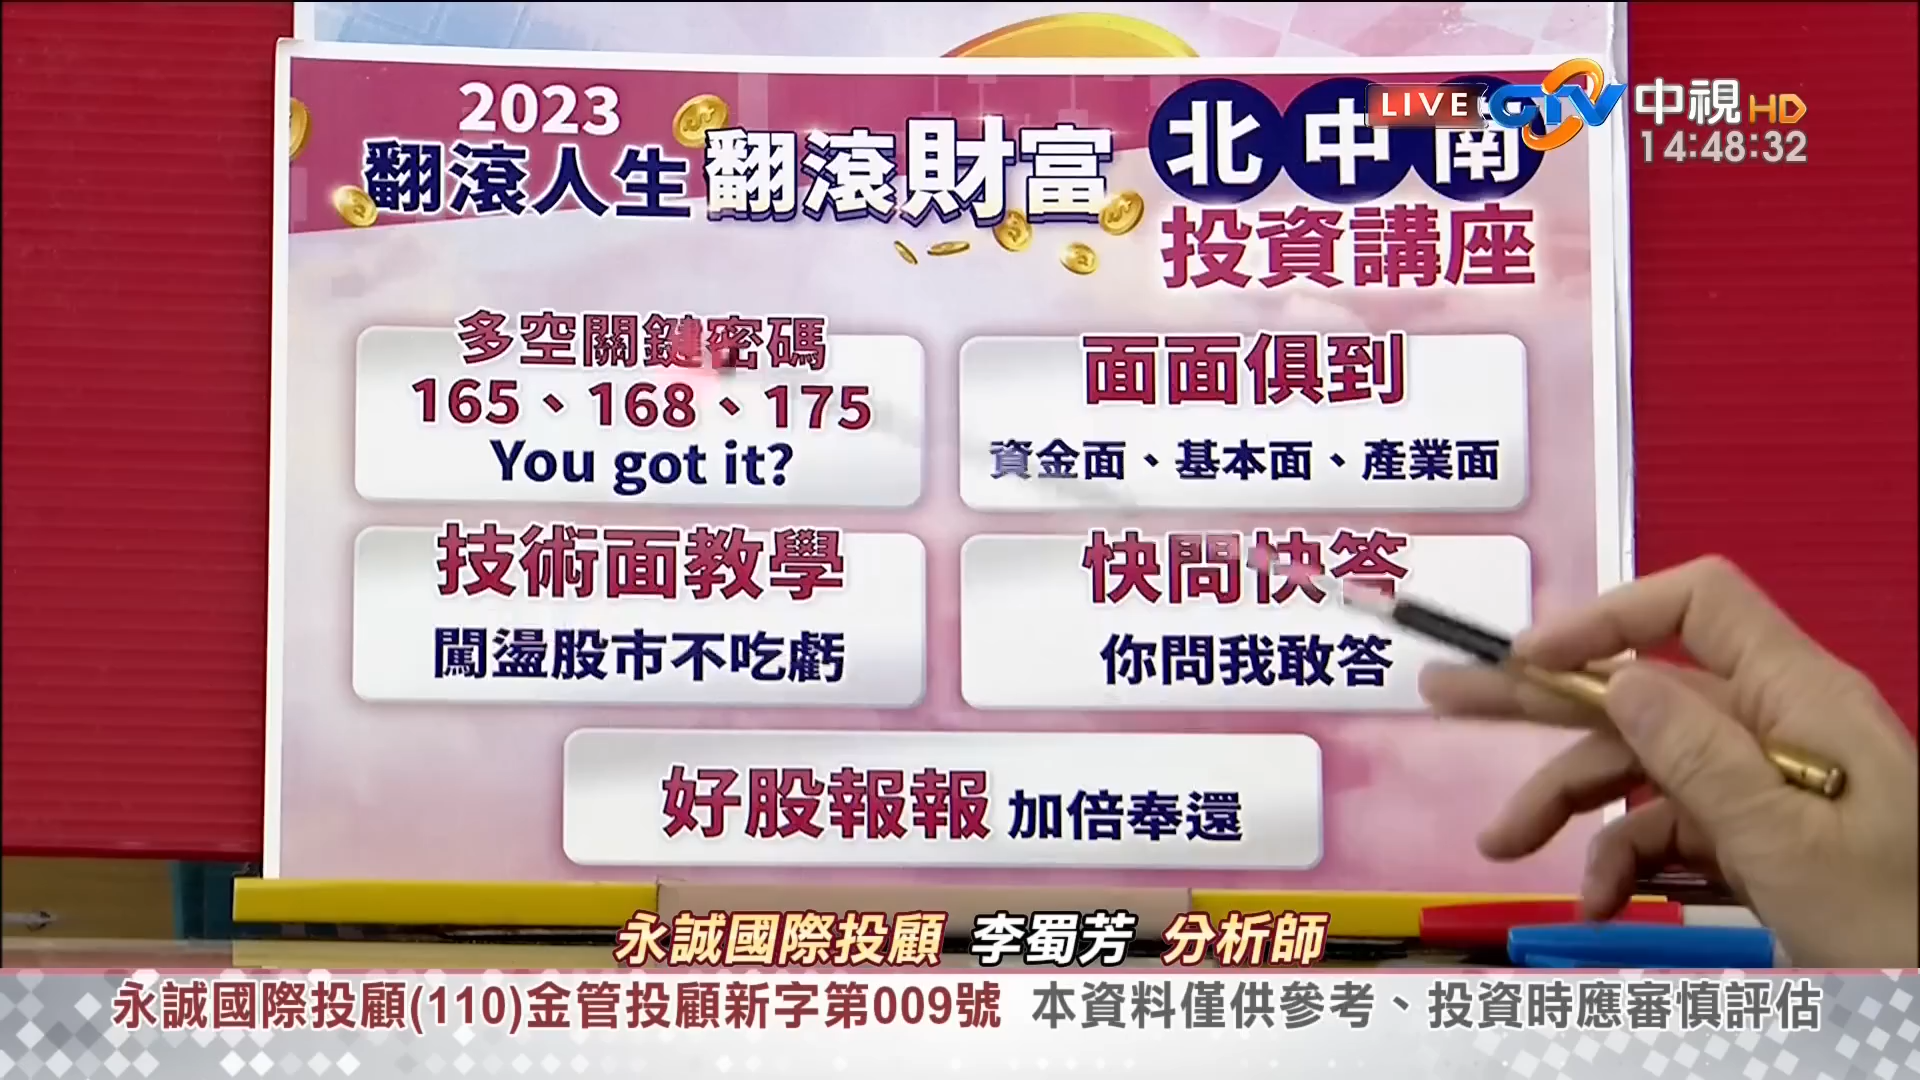 2023
翻滾人生 翻滾財富
北中南
投資講座
LIVE CTV 中視HD
14:48:32
多空關鍵密碼
165、168、175
You got it?
面面俱到
資金面、基本面、產業面
技術面教學
闖盪股市不吃虧
快問快答
你問我敢答
好股報報 加倍奉還
永誠國際投顧 李蜀芳 分析師
永誠國際投顧(110)金管投顧新字第009號 本資料僅供參考、投資時應審慎評估